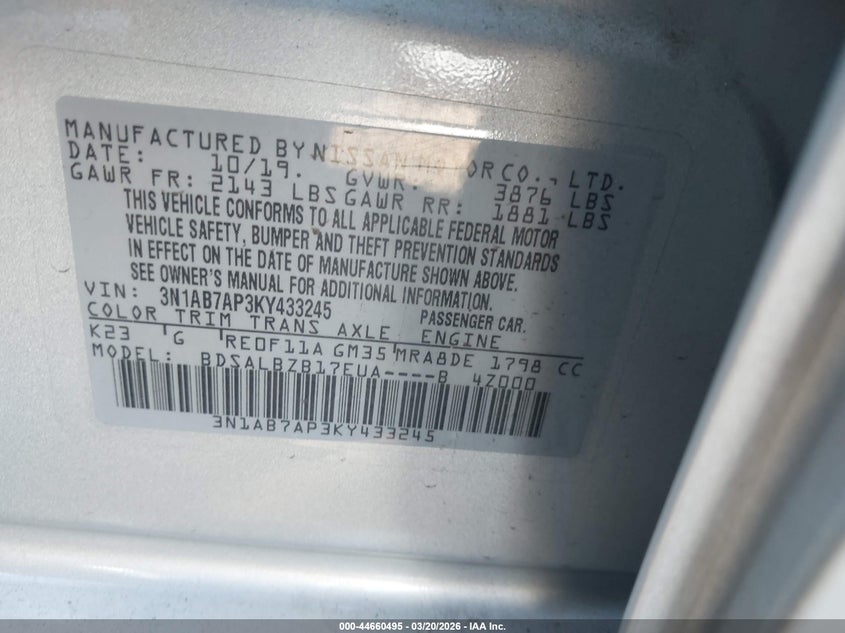 MANUFACTURED BY NISSAN MOTOR CO., LTD.
DATE: 10/19. GVWR: 3876 LBS
GAWR FR: 2143 LBS GAWR RR: 1881 LBS
THIS VEHICLE CONFORMS TO ALL APPLICABLE FEDERAL MOTOR
VEHICLE SAFETY, BUMPER AND THEFT PREVENTION STANDARDS
IN EFFECT ON THE DATE OF MANUFACTURE SHOWN ABOVE.
SEE OWNER'S MANUAL FOR ADDITIONAL INFORMATION.
VIN: 3N1AB7AP3KY433245 PASSENGER CAR.
COLOR TRIM TRANS AXLE ENGINE
K23 G RE0F11A GM35 MRA8DE 1798 CC
MODEL: BDSALBZB17EUA----B 4Z000
3N1AB7AP3KY433245
000-44660495 - 03/20/2026 - IAA Inc.